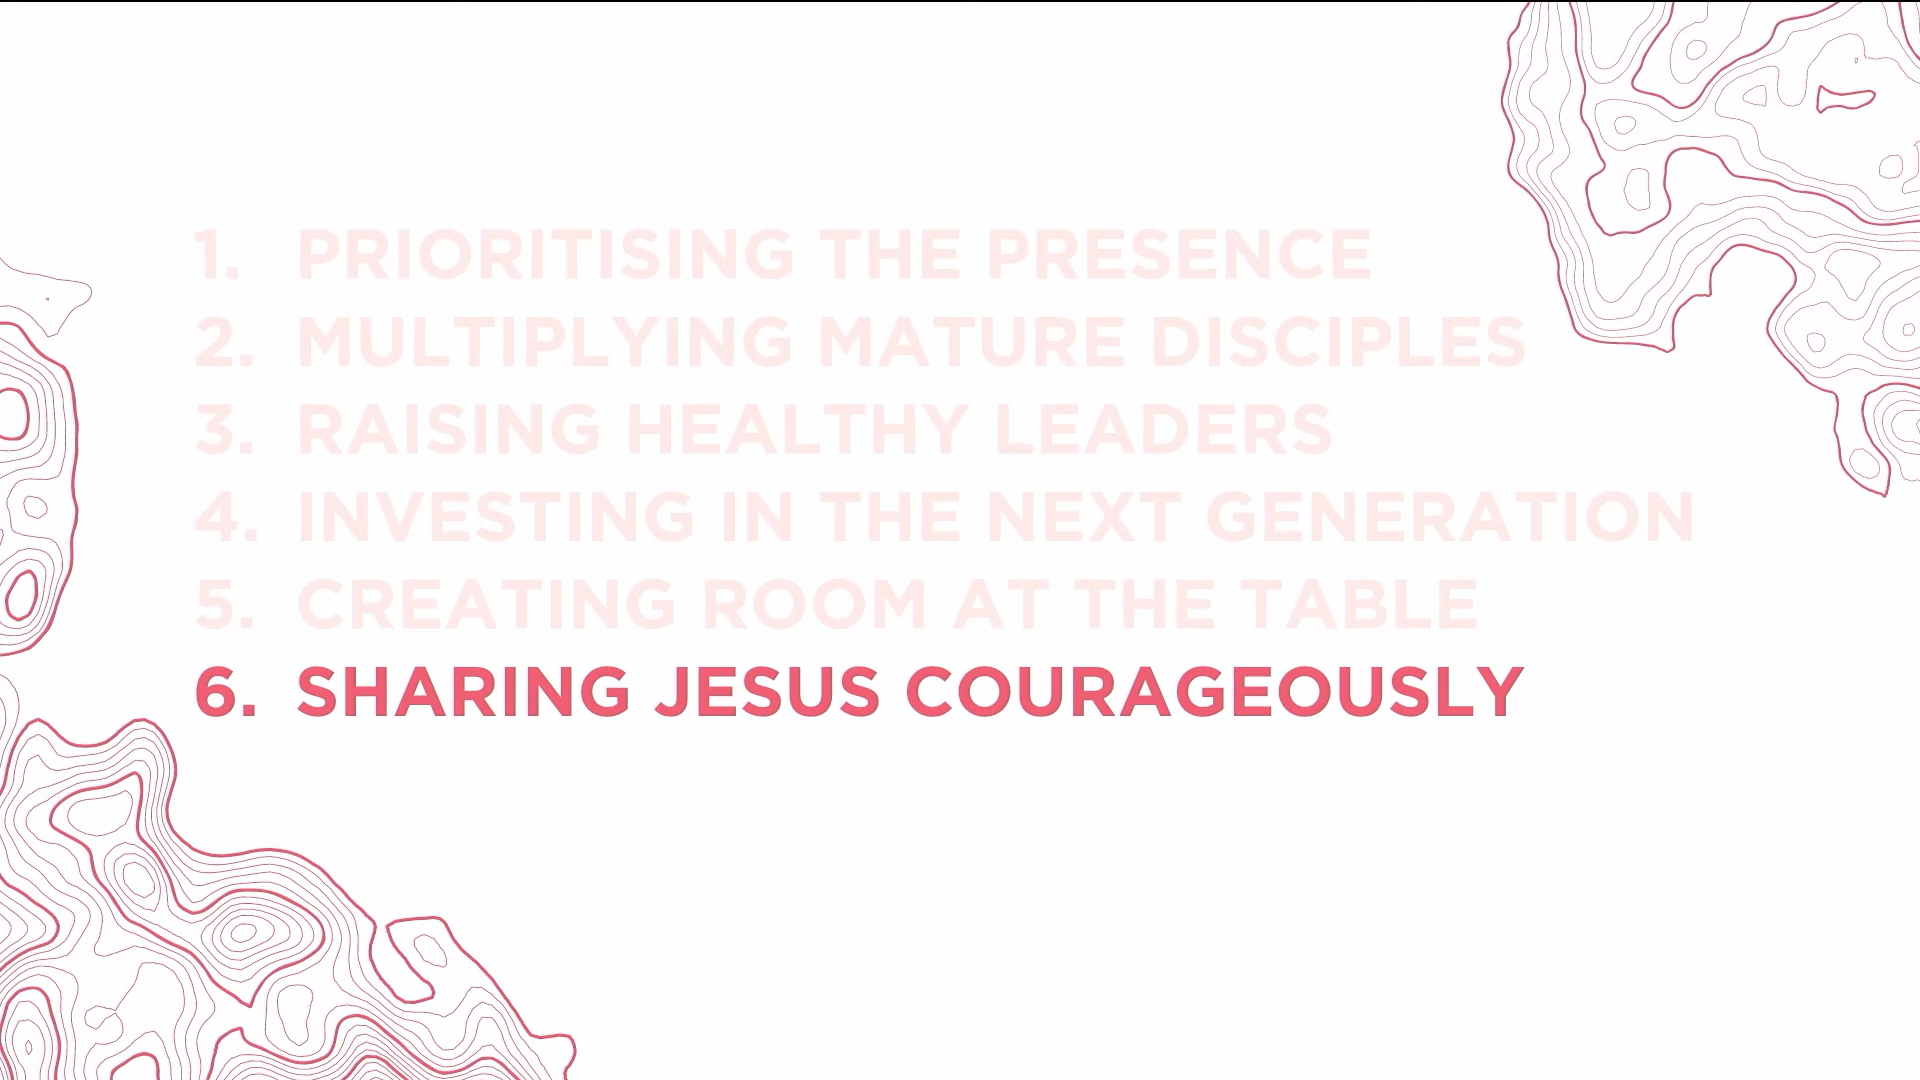 1. PRIORITISING THE PRESENCE
2. MULTIPLYING MATURE DISCIPLES
3. RAISING HEALTHY LEADERS
4. INVESTING IN THE NEXT GENERATION
5. CREATING ROOM AT THE TABLE
6. SHARING JESUS COURAGEOUSLY